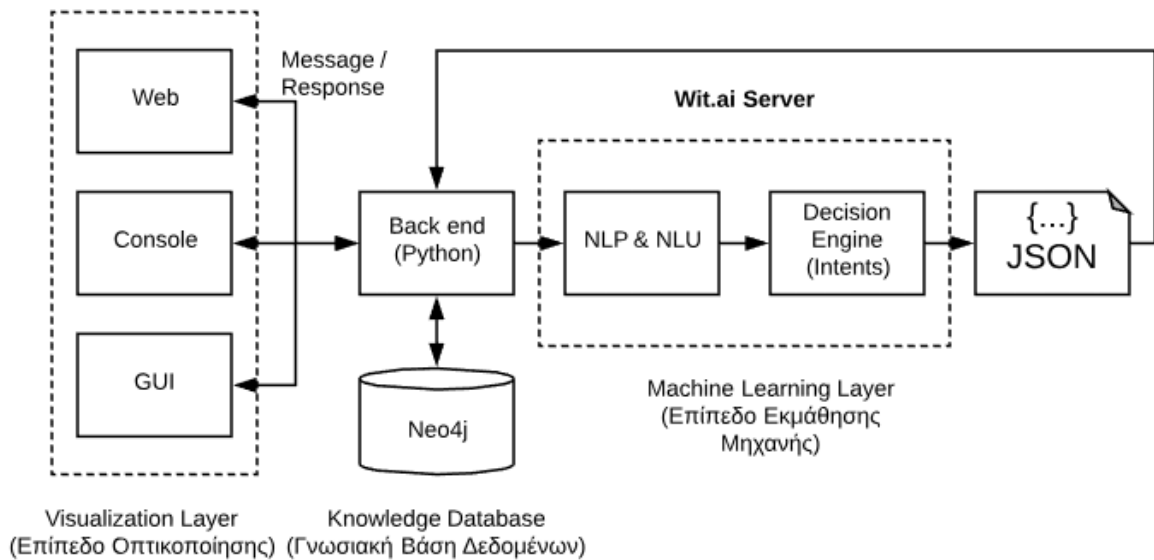 Message /
Response
Web
Console
GUI
Wit.ai Server
Back end
(Python)
NLP & NLU
Decision
Engine
(Intents)
{...}
JSON
Neo4j
Machine Learning Layer
(Επίπεδο Εκμάθησης
Μηχανής)
Visualization Layer
(Επίπεδο Οπτικοποίησης)
Knowledge Database
(Γνωσιακή Βάση Δεδομένων)